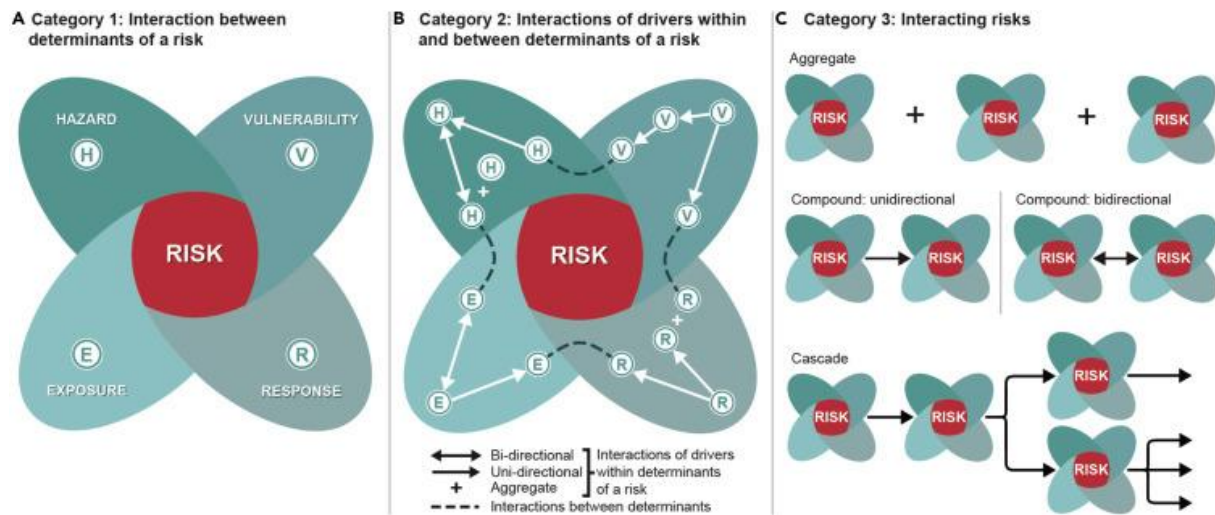 A Category 1: Interaction between
determinants of a risk
HAZARD
H
VULNERABILITY
V
RISK
E
EXPOSURE
R
RESPONSE
B Category 2: Interactions of drivers within
and between determinants of a risk
H
H
H
+
H
V
V
V
V
RISK
E
E
E
R
+
R
R
R
Bi-directional
Uni-directional
+ Aggregate
Interactions of drivers
within determinants
of a risk
Interactions between determinants
C Category 3: Interacting risks
Aggregate
RISK + RISK + RISK
Compound: unidirectional
RISK RISK
Compound: bidirectional
RISK RISK
Cascade
RISK RISK
RISK
RISK